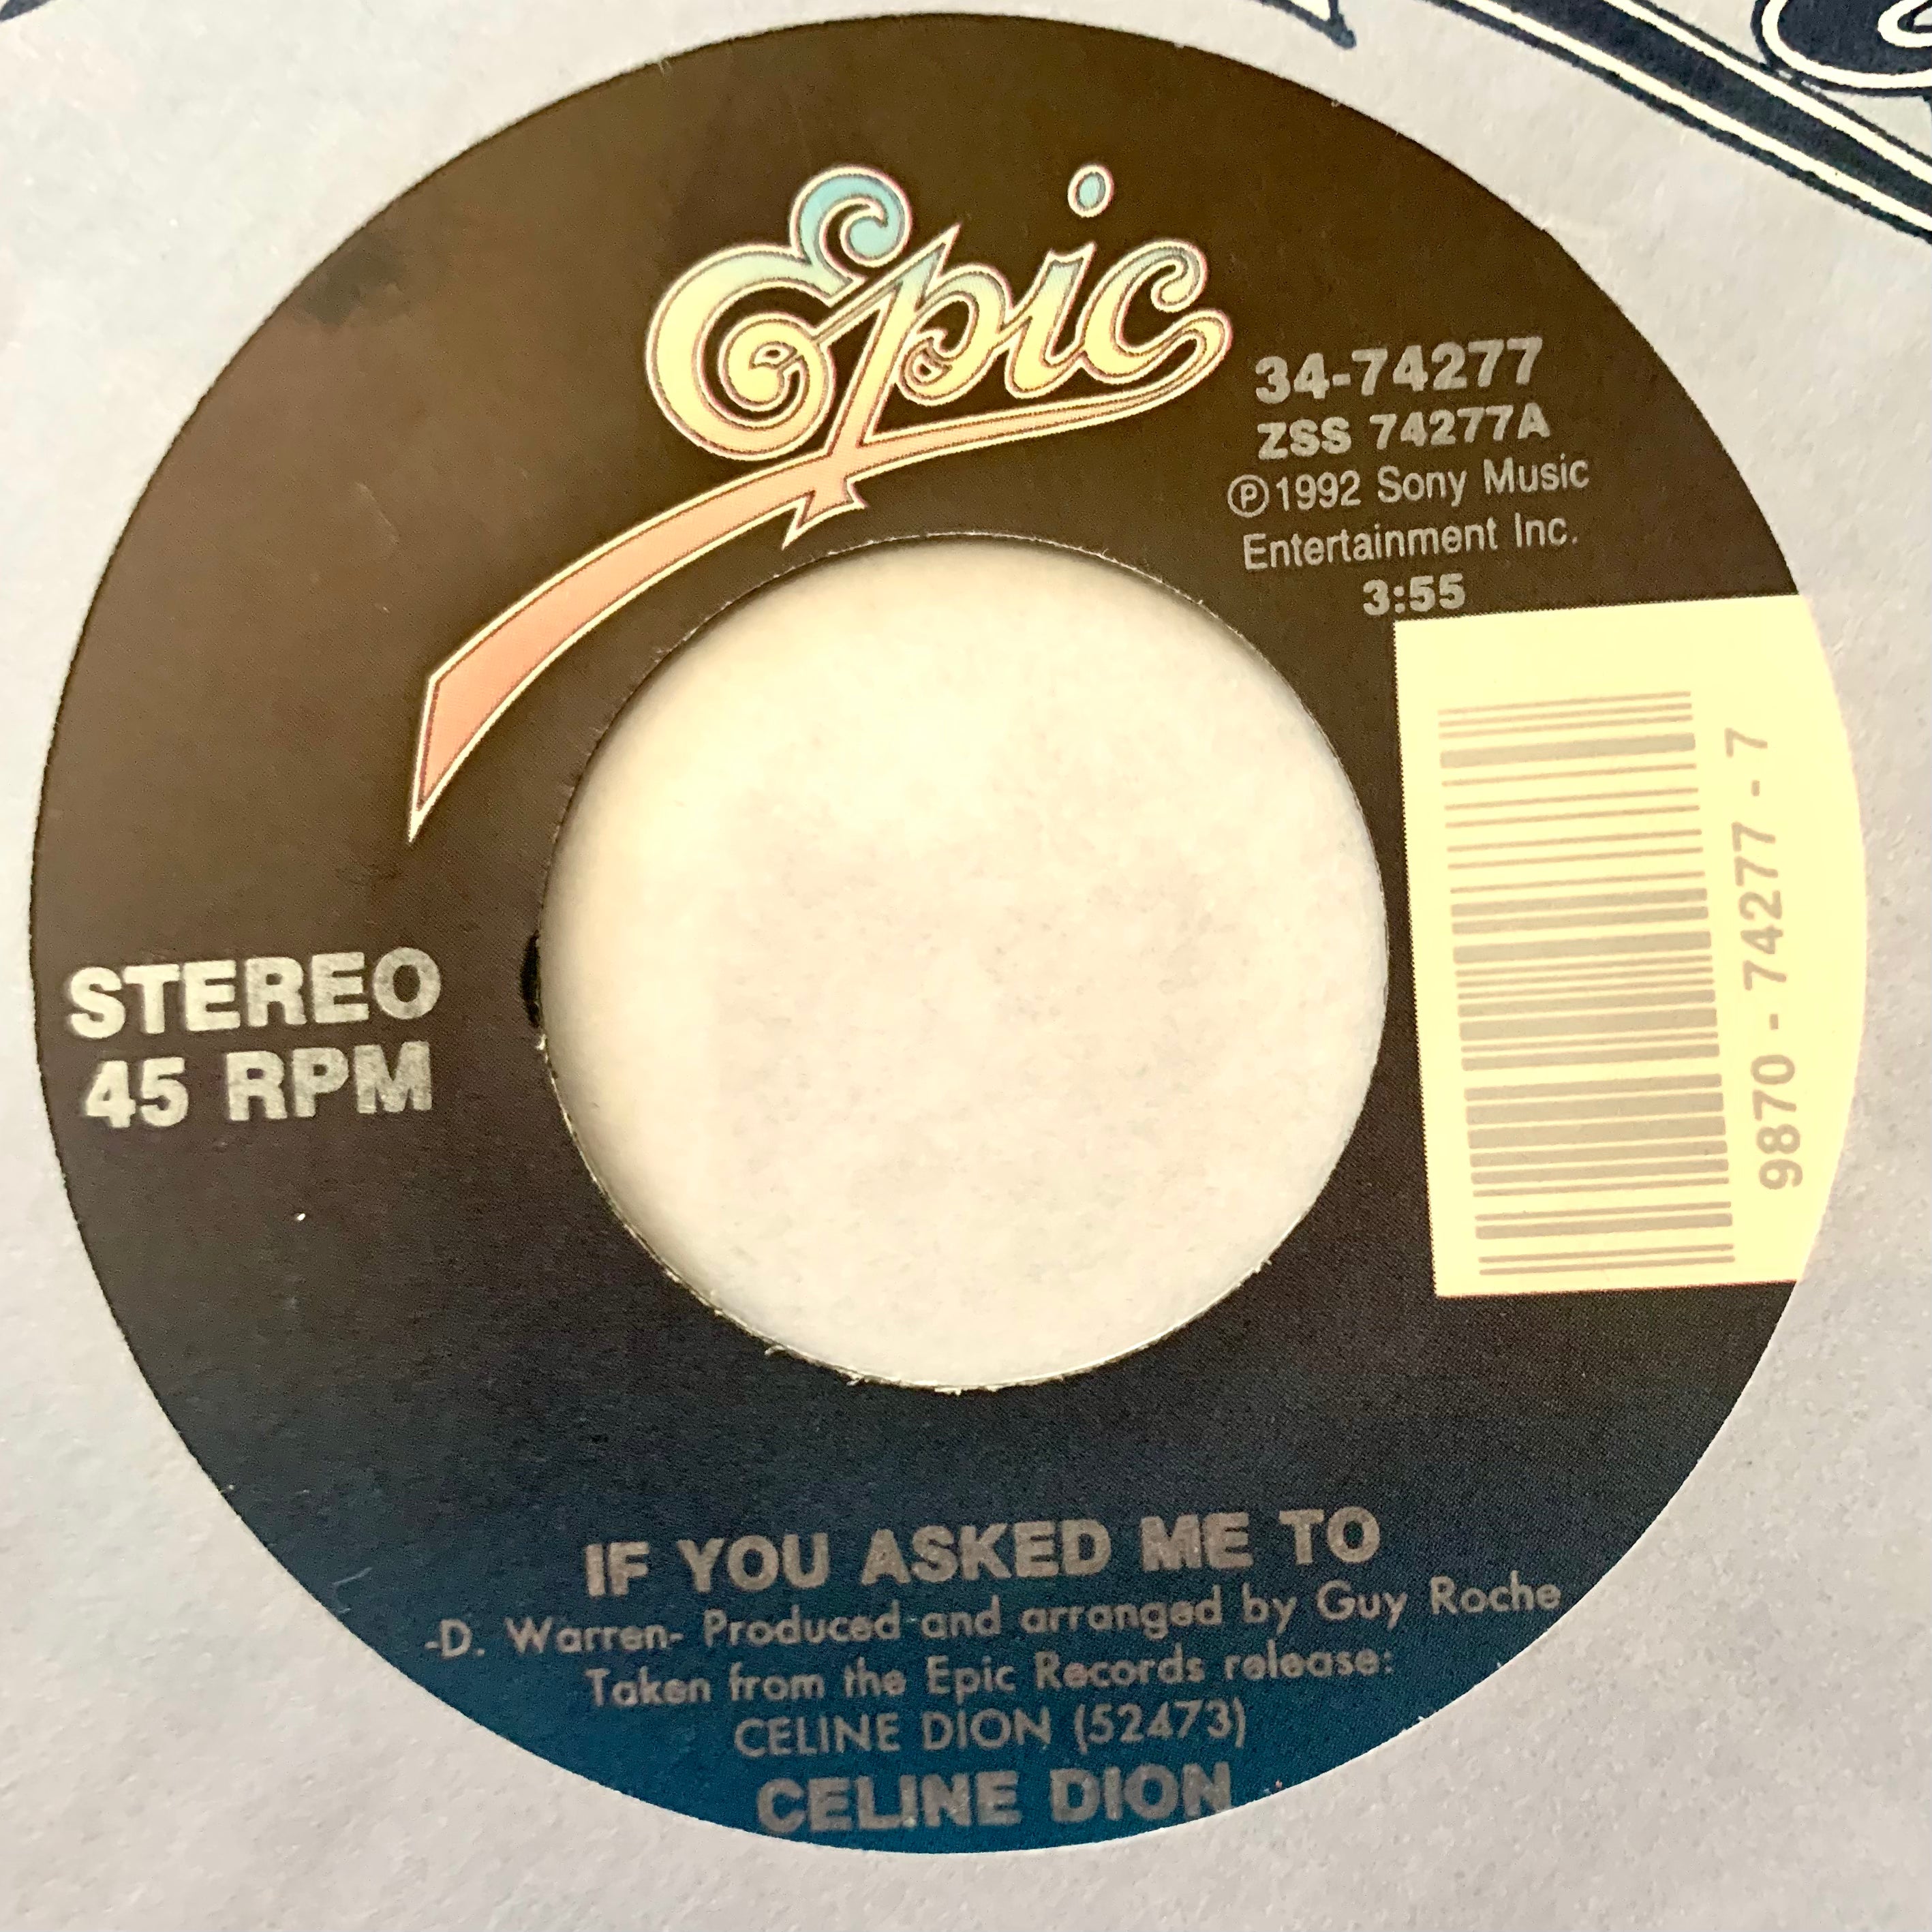 Epic
34-74277
ZSS 74277A
℗1992 Sony Music
Entertainment Inc.
3:55
9870 - 74277 - 7
STEREO
45 RPM
IF YOU ASKED ME TO
-D. Warren- Produced and arranged by Guy Roche
Taken from the Epic Records release:
CELINE DION (52473)
CELINE DION